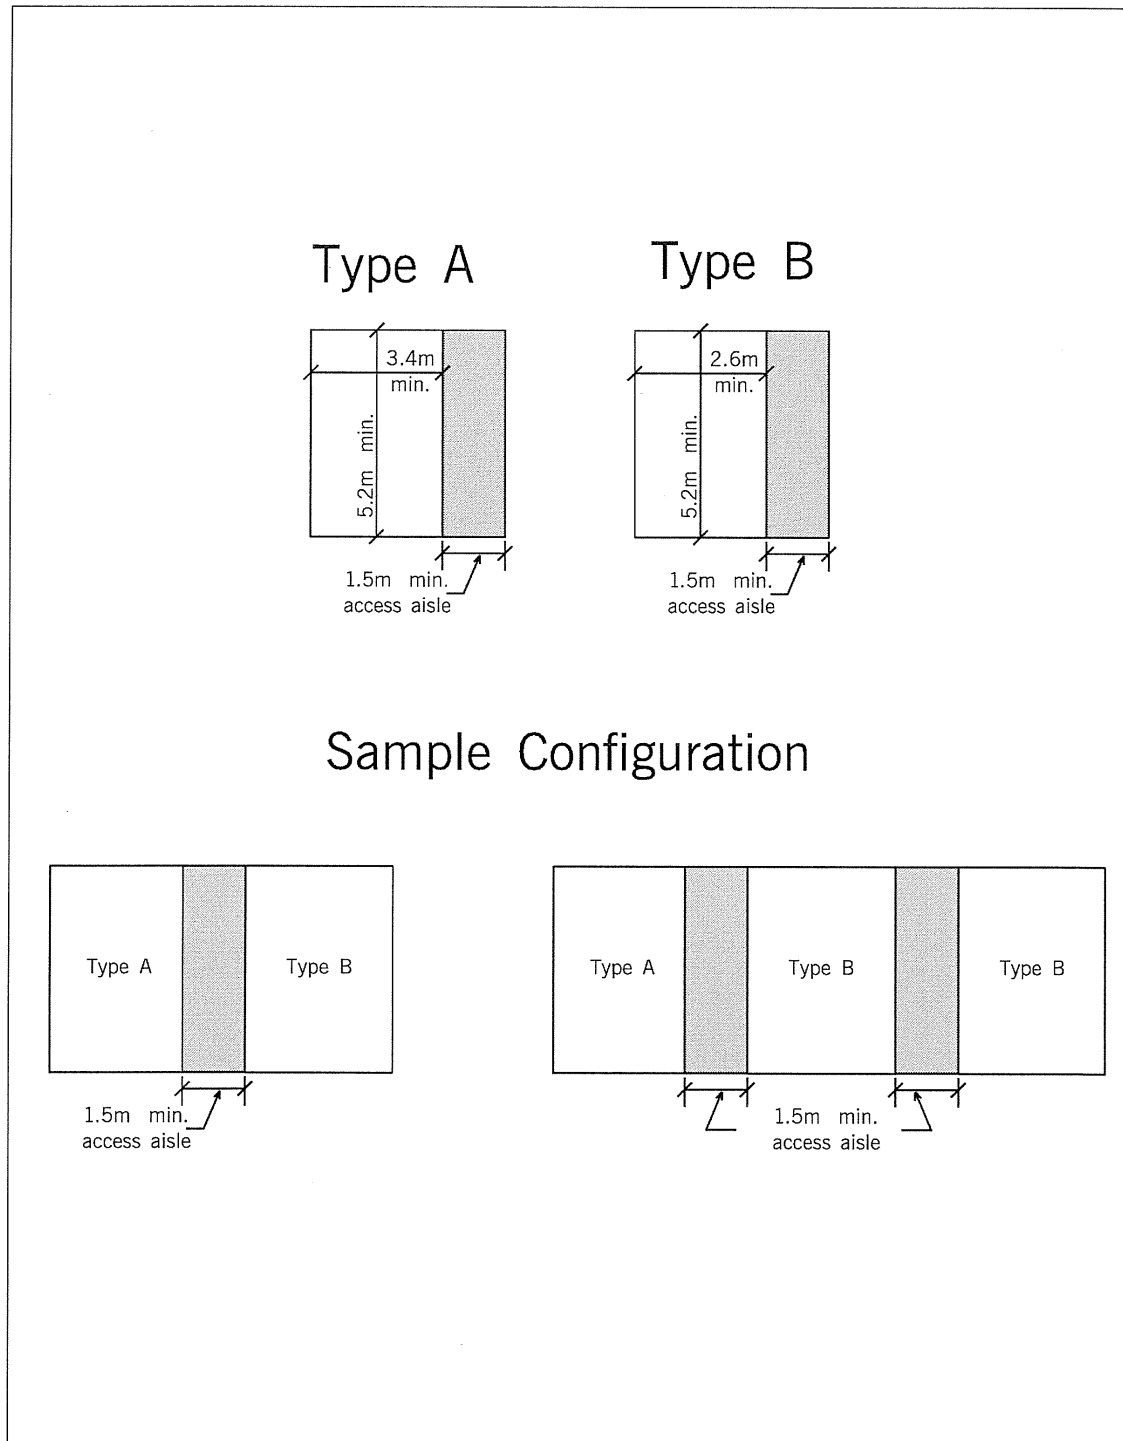 Type A
Type B
3.4m
min.
5.2m min.
1.5m min.
access aisle
2.6m
min.
5.2m min.
1.5m min.
access aisle
Sample Configuration
Type A
Type B
1.5m min.
access aisle
Type A
Type B
Type B
1.5m min.
access aisle